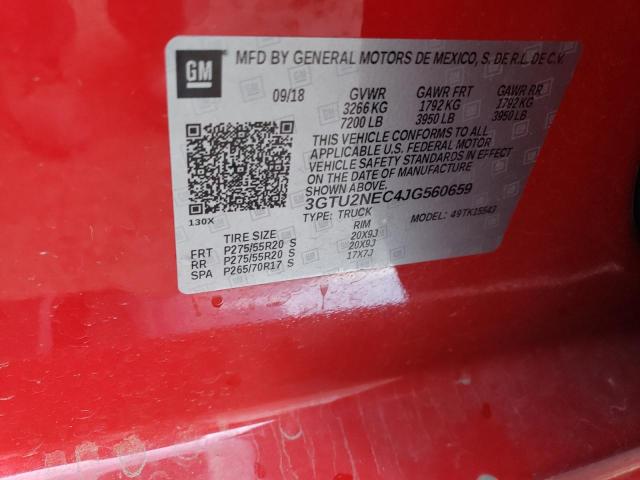 GM
MFD BY GENERAL MOTORS DE MEXICO, S. DE R.L. DE C.V.
09/18 GVWR GAWR FRT GAWR RR
3266 KG 1792 KG 1792 KG
7200 LB 3950 LB 3950 LB
THIS VEHICLE CONFORMS TO ALL
APPLICABLE U.S. FEDERAL MOTOR
VEHICLE SAFETY STANDARDS IN EFFECT
ON THE DATE OF MANUFACTURE
SHOWN ABOVE.
3GTU2NEC4JG560659
130X
TYPE: TRUCK MODEL: 49TK15543
TIRE SIZE RIM
FRT P275/55R20 S 20X9J
RR P275/55R20 S 20X9J
SPA P265/70R17 S 17X7J